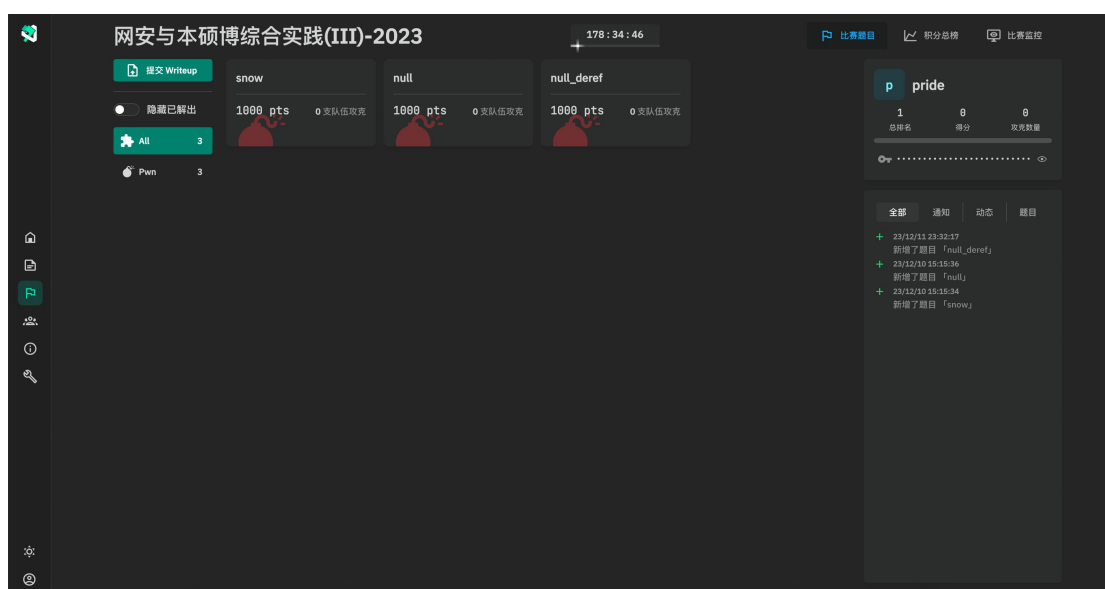 网安与本硕博综合实践(III)-2023
178 : 34 : 46
比赛题目
积分总榜
比赛监控
提交 Writeup
隐藏已解出
All 3
Pwn 3
snow
1000 pts 0 支队伍攻克
null
1000 pts 0 支队伍攻克
null_deref
1000 pts 0 支队伍攻克
p pride
1 0 0
总排名 得分 攻克数量
全部 通知 动态 题目
23/12/11 23:32:17
新增了题目 「null_deref」
23/12/10 15:15:36
新增了题目 「null」
23/12/10 15:15:34
新增了题目 「snow」